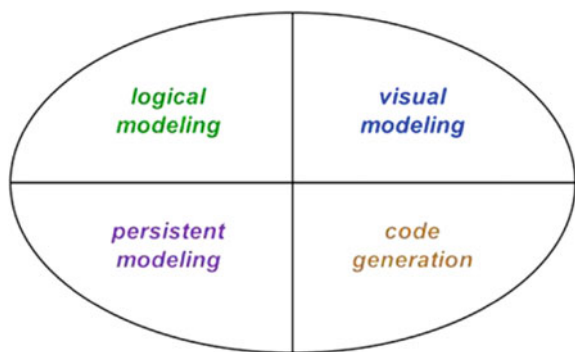 logical
modeling
visual
modeling
persistent
modeling
code
generation